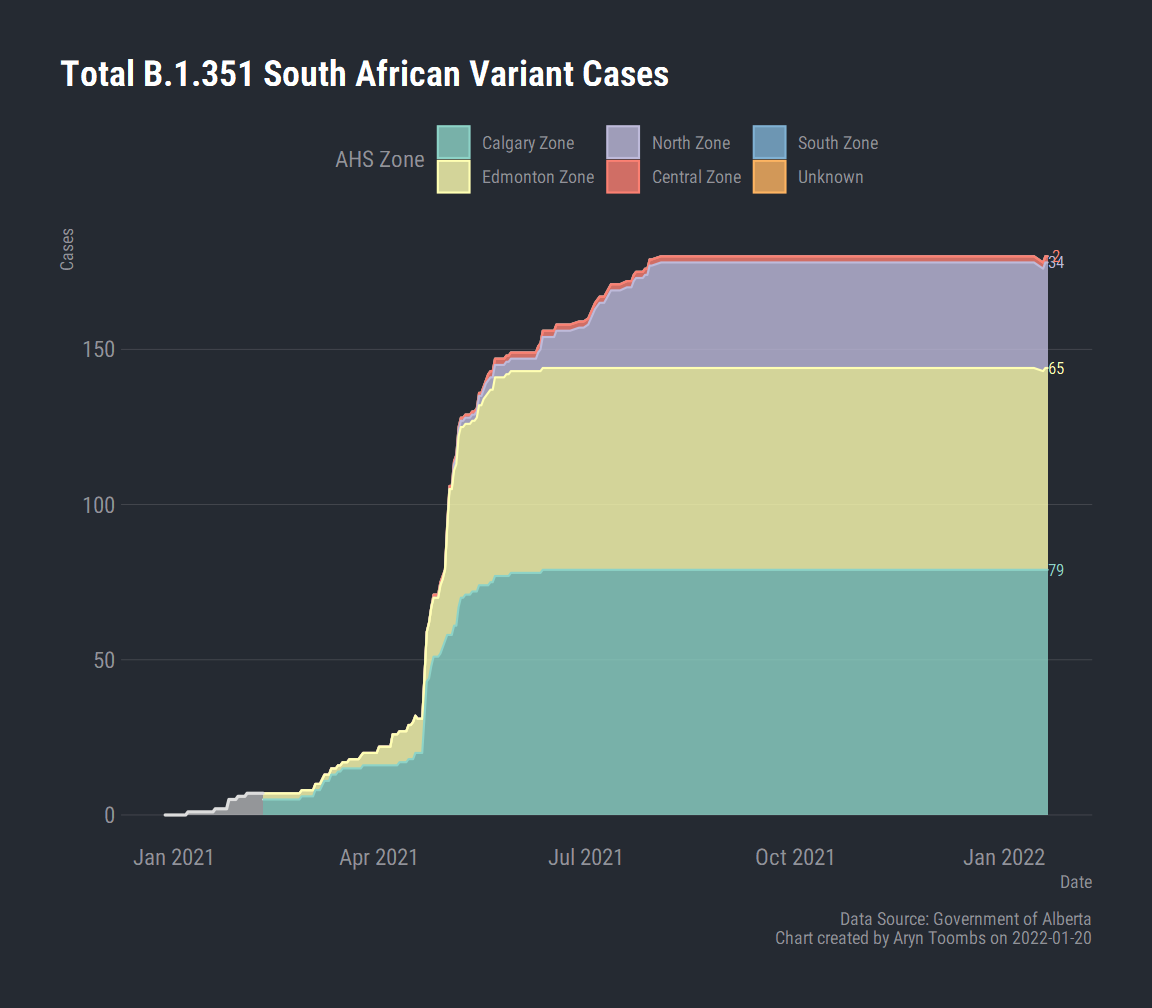 Total B.1.351 South African Variant Cases
AHS Zone
Calgary Zone
North Zone
South Zone
Edmonton Zone
Central Zone
Unknown
Cases
2
34
150
65
100
79
50
0
Jan 2021
Apr 2021
Jul 2021
Oct 2021
Jan 2022
Date
Data Source: Government of Alberta
Chart created by Aryn Toombs on 2022-01-20